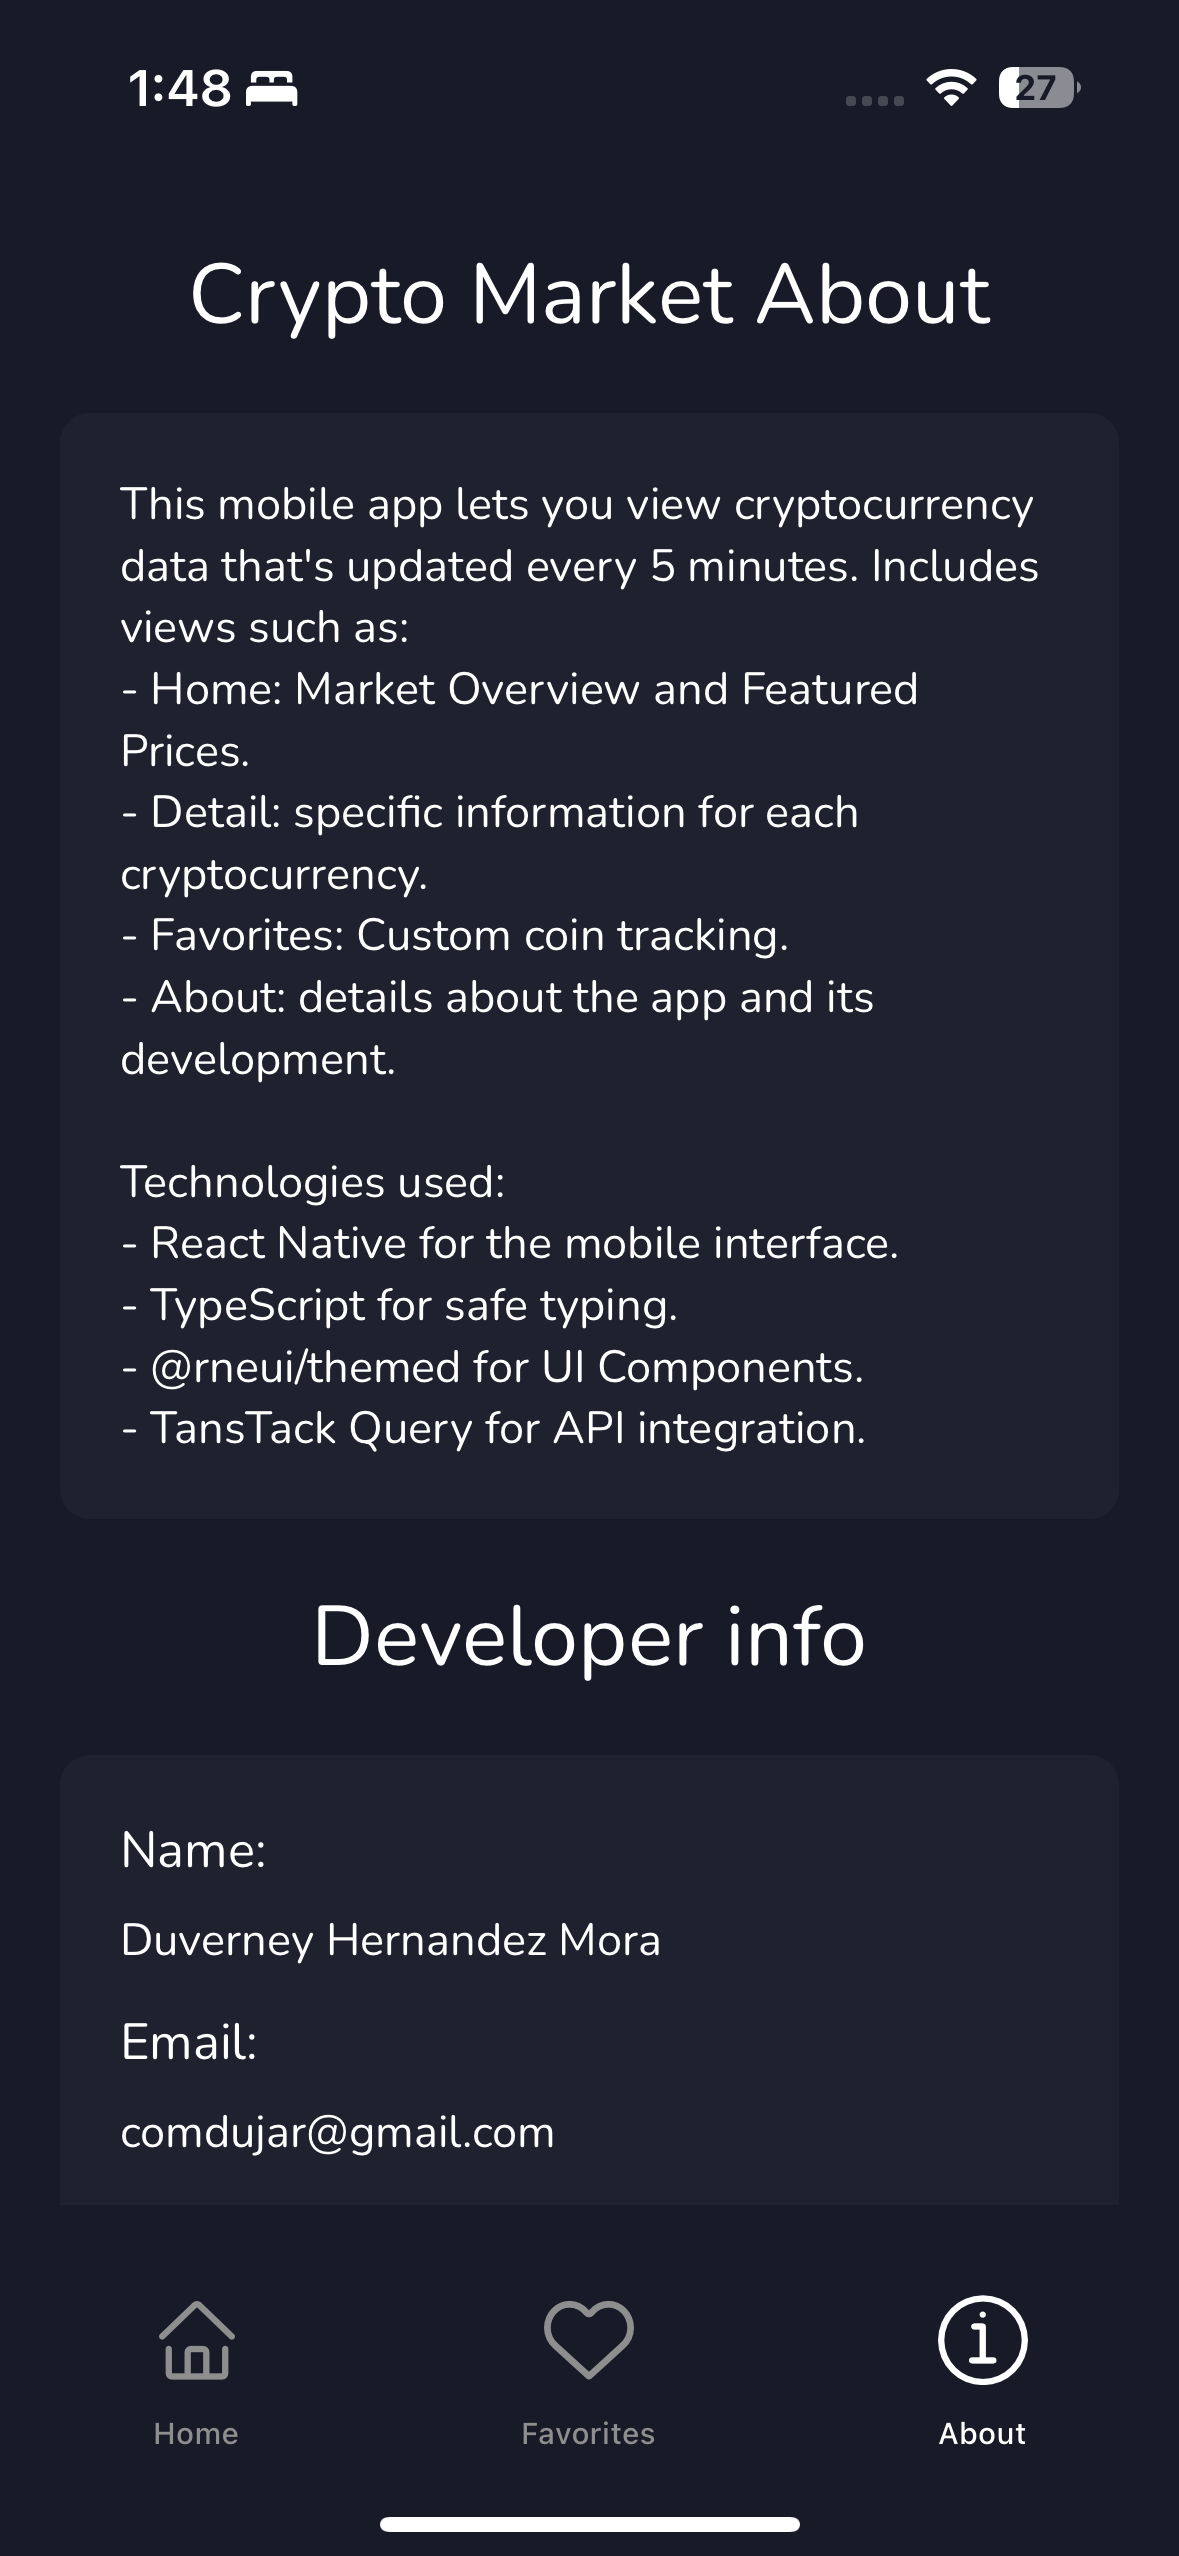 1:48
27
Crypto Market About
This mobile app lets you view cryptocurrency
data that's updated every 5 minutes. Includes
views such as:
- Home: Market Overview and Featured
Prices.
- Detail: specific information for each
cryptocurrency.
- Favorites: Custom coin tracking.
- About: details about the app and its
development.
Technologies used:
- React Native for the mobile interface.
- TypeScript for safe typing.
- @rneui/themed for UI Components.
- TansTack Query for API integration.
Developer info
Name:
Duverney Hernandez Mora
Email:
comdujar@gmail.com
Home
Favorites
About